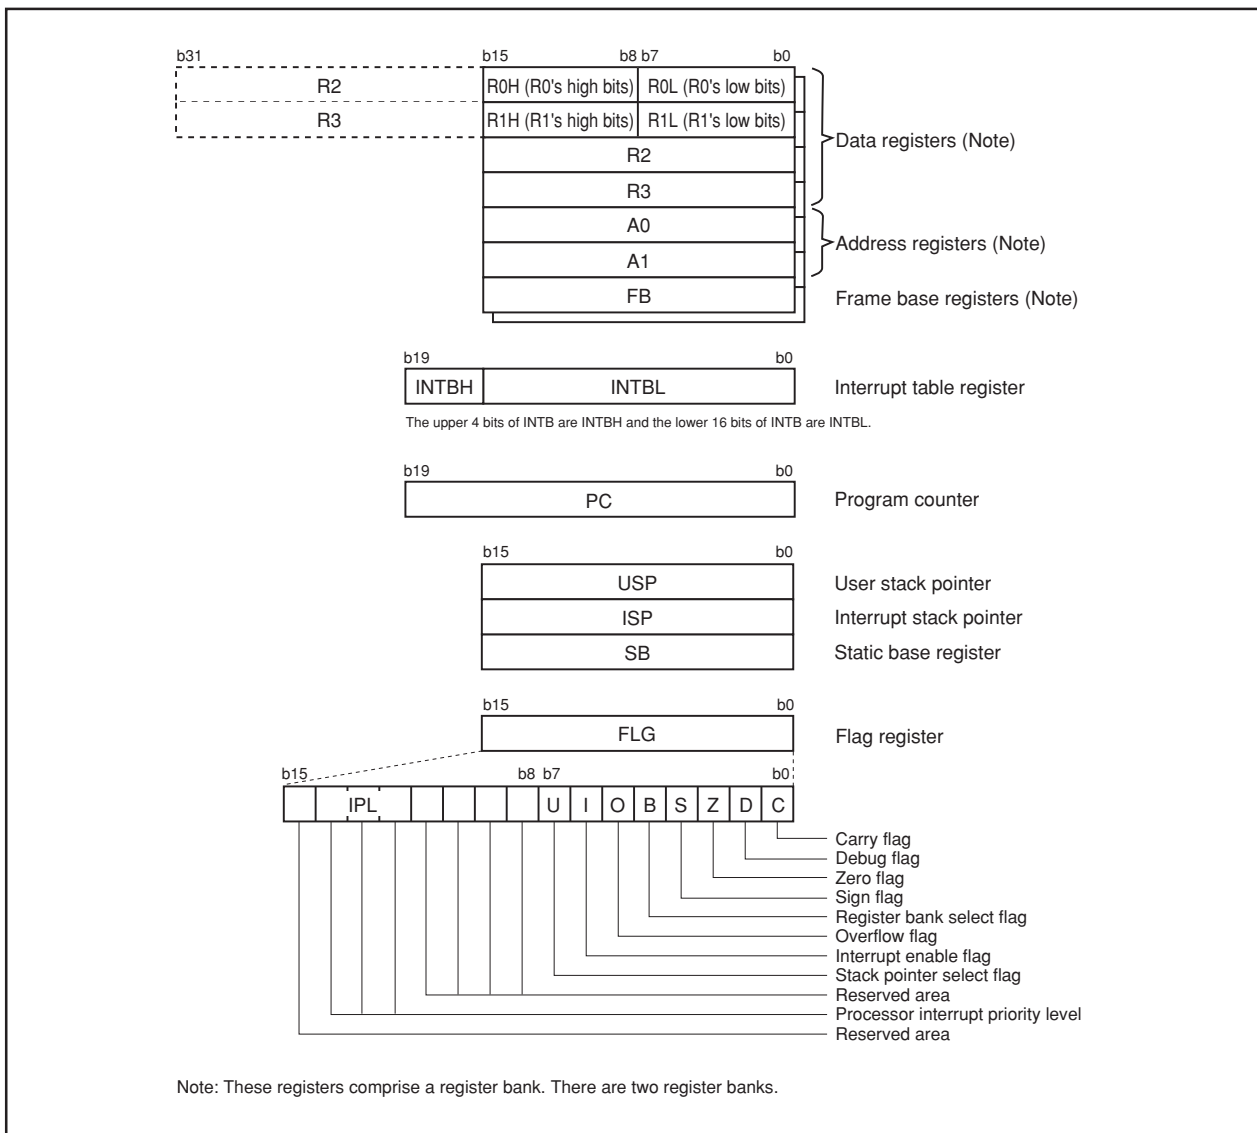 b31 b15 b8 b7 b0
R2 R0H (R0's high bits) R0L (R0's low bits)
R3 R1H (R1's high bits) R1L (R1's low bits)
Data registers (Note)
R2
R3
A0
Address registers (Note)
A1
FB Frame base registers (Note)
b19 b0
INTBH INTBL Interrupt table register
The upper 4 bits of INTB are INTBH and the lower 16 bits of INTB are INTBL.
b19 b0
PC Program counter
b15 b0
USP User stack pointer
ISP Interrupt stack pointer
SB Static base register
b15 b0
FLG Flag register
b15 b8 b7 b0
IPL U I O B S Z D C
Carry flag
Debug flag
Zero flag
Sign flag
Register bank select flag
Overflow flag
Interrupt enable flag
Stack pointer select flag
Reserved area
Processor interrupt priority level
Reserved area
Note: These registers comprise a register bank. There are two register banks.